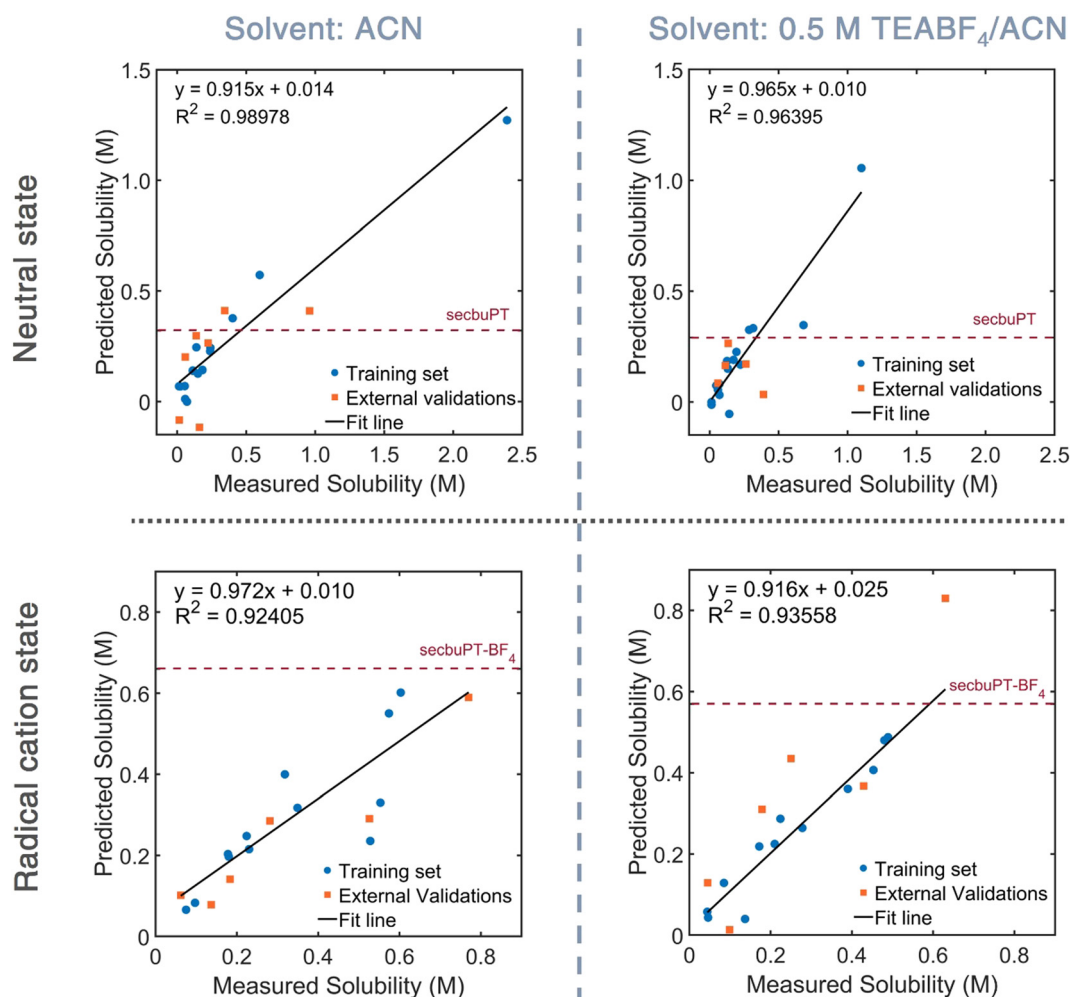 Solvent: ACN
Solvent: 0.5 M TEABF4/ACN
Neutral state
Radical cation state
y = 0.915x + 0.014
R2 = 0.98978
secbuPT
Training set
External validations
Fit line
1.5
1.0
0.5
0
0
0.5
1.0
1.5
2.0
2.5
Predicted Solubility (M)
Measured Solubility (M)
y = 0.965x + 0.010
R2 = 0.96395
secbuPT
Training set
External validations
Fit line
1.5
1.0
0.5
0
0
0.5
1.0
1.5
2.0
2.5
Predicted Solubility (M)
Measured Solubility (M)
y = 0.972x + 0.010
R2 = 0.92405
secbuPT-BF4
Training set
External Validations
Fit line
0.8
0.6
0.4
0.2
0
0
0.2
0.4
0.6
0.8
Predicted Solubility (M)
Measured Solubility (M)
y = 0.916x + 0.025
R2 = 0.93558
secbuPT-BF4
Training set
External Validations
Fit line
0.8
0.6
0.4
0.2
0
0
0.2
0.4
0.6
0.8
Predicted Solubility (M)
Measured Solubility (M)